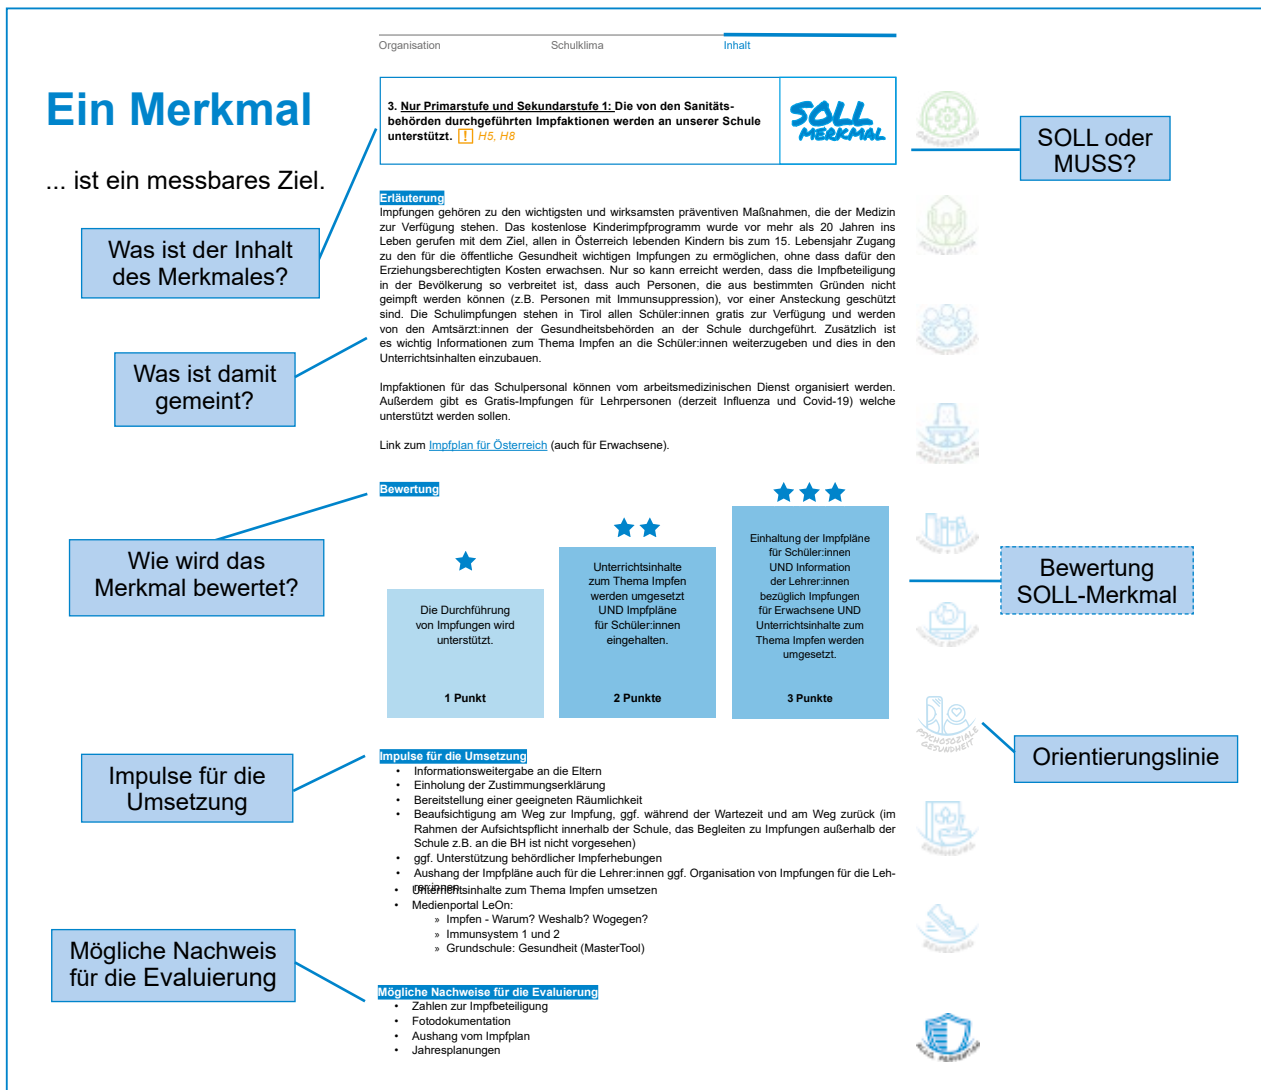 Organisation Schulklima Inhalt
Ein Merkmal
... ist ein messbares Ziel.
3. Nur Primarstufe und Sekundarstufe 1: Die von den Sanitäts-
behörden durchgeführten Impfaktionen werden an unserer Schule
unterstützt. ! H5, H8
SOLL
MERKMAL
SOLL oder
MUSS?
Was ist der Inhalt
des Merkmales?
Erläuterung
Impfungen gehören zu den wichtigsten und wirksamsten präventiven Maßnahmen, die der Medizin
zur Verfügung stehen. Das kostenlose Kinderimpfprogramm wurde vor mehr als 20 Jahren ins
Leben gerufen mit dem Ziel, allen in Österreich lebenden Kindern bis zum 15. Lebensjahr Zugang
zu den für die öffentliche Gesundheit wichtigen Impfungen zu ermöglichen, ohne dass dafür den
Erziehungsberechtigten Kosten erwachsen. Nur so kann erreicht werden, dass die Impfbeteiligung
in der Bevölkerung so verbreitet ist, dass auch Personen, die aus bestimmten Gründen nicht
geimpft werden können (z.B. Personen mit Immunsuppression), vor einer Ansteckung geschützt
sind. Die Schulimpfungen stehen in Tirol allen Schüler:innen gratis zur Verfügung und werden
von den Amtsärzt:innen der Gesundheitsbehörden an der Schule durchgeführt. Zusätzlich ist
es wichtig Informationen zum Thema Impfen an die Schüler:innen weiterzugeben und dies in den
Unterrichtsinhalten einzubauen.
Impfaktionen für das Schulpersonal können vom arbeitsmedizinischen Dienst organisiert werden.
Außerdem gibt es Gratis-Impfungen für Lehrpersonen (derzeit Influenza und Covid-19) welche
unterstützt werden sollen.
Link zum Impfplan für Österreich (auch für Erwachsene).
Was ist damit
gemeint?
Bewertung
Wie wird das
Merkmal bewertet?
Die Durchführung
von Impfungen wird
unterstützt.
1 Punkt
Unterrichtsinhalte
zum Thema Impfen
werden umgesetzt
UND Impfpläne
für Schüler:innen
eingehalten.
2 Punkte
Einhaltung der Impfpläne
für Schüler:innen
UND Information
der Lehrer:innen
bezüglich Impfungen
für Erwachsene UND
Unterrichtsinhalte zum
Thema Impfen werden
umgesetzt.
3 Punkte
Bewertung
SOLL-Merkmal
PSYCHOSOZIALE
GESUNDHEIT
Orientierungslinie
Impulse für die
Umsetzung
Impulse für die Umsetzung
• Informationsweitergabe an die Eltern
• Einholung der Zustimmungserklärung
• Bereitstellung einer geeigneten Räumlichkeit
• Beaufsichtigung am Weg zur Impfung, ggf. während der Wartezeit und am Weg zurück (im
Rahmen der Aufsichtspflicht innerhalb der Schule, das Begleiten zu Impfungen außerhalb der
Schule z.B. an die BH ist nicht vorgesehen)
• ggf. Unterstützung behördlicher Impferhebungen
• Aushang der Impfpläne auch für die Lehrer:innen ggf. Organisation von Impfungen für die Leh-
rer:innen
• Unterrichtsinhalte zum Thema Impfen umsetzen
• Medienportal LeOn:
» Impfen - Warum? Weshalb? Wogegen?
» Immunsystem 1 und 2
» Grundschule: Gesundheit (MasterTool)
Mögliche Nachweis
für die Evaluierung
Mögliche Nachweise für die Evaluierung
• Zahlen zur Impfbeteiligung
• Fotodokumentation
• Aushang vom Impfplan
• Jahresplanungen